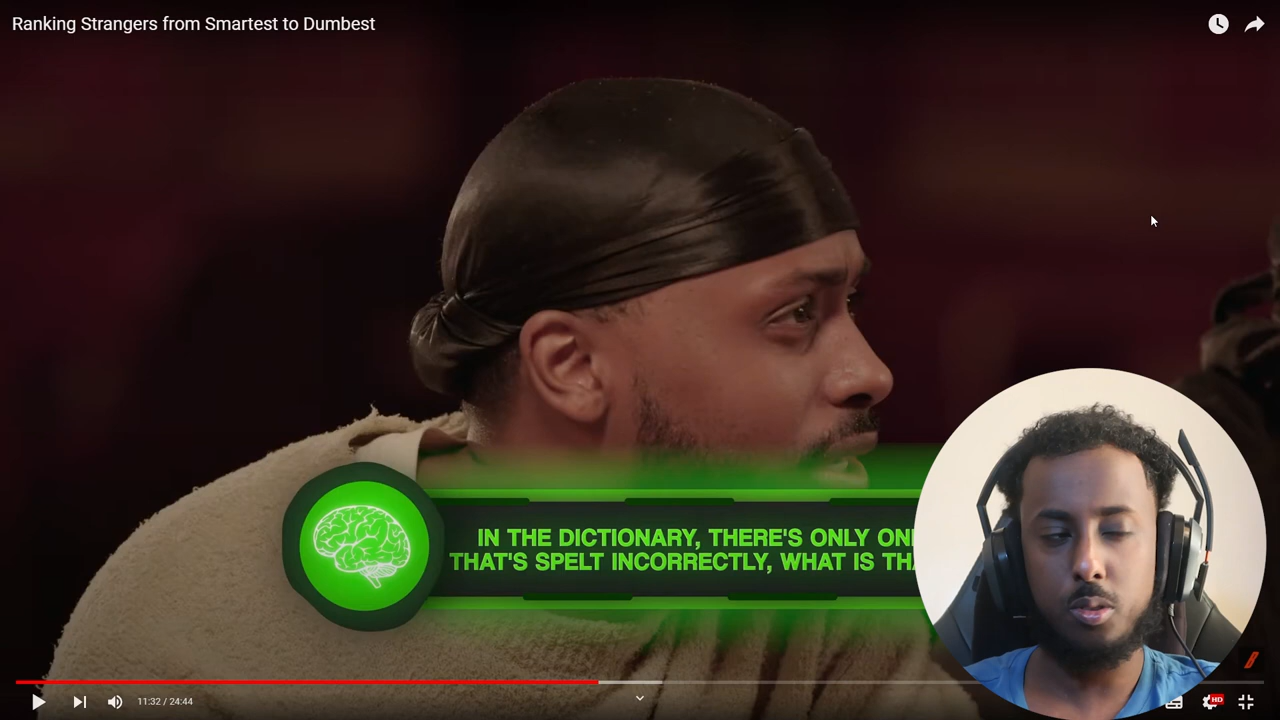 Ranking Strangers from Smartest to Dumbest
IN THE DICTIONARY, THERE'S ONLY
THAT'S SPELT INCORRECTLY, WHAT IS
11:32 / 24:44
HD